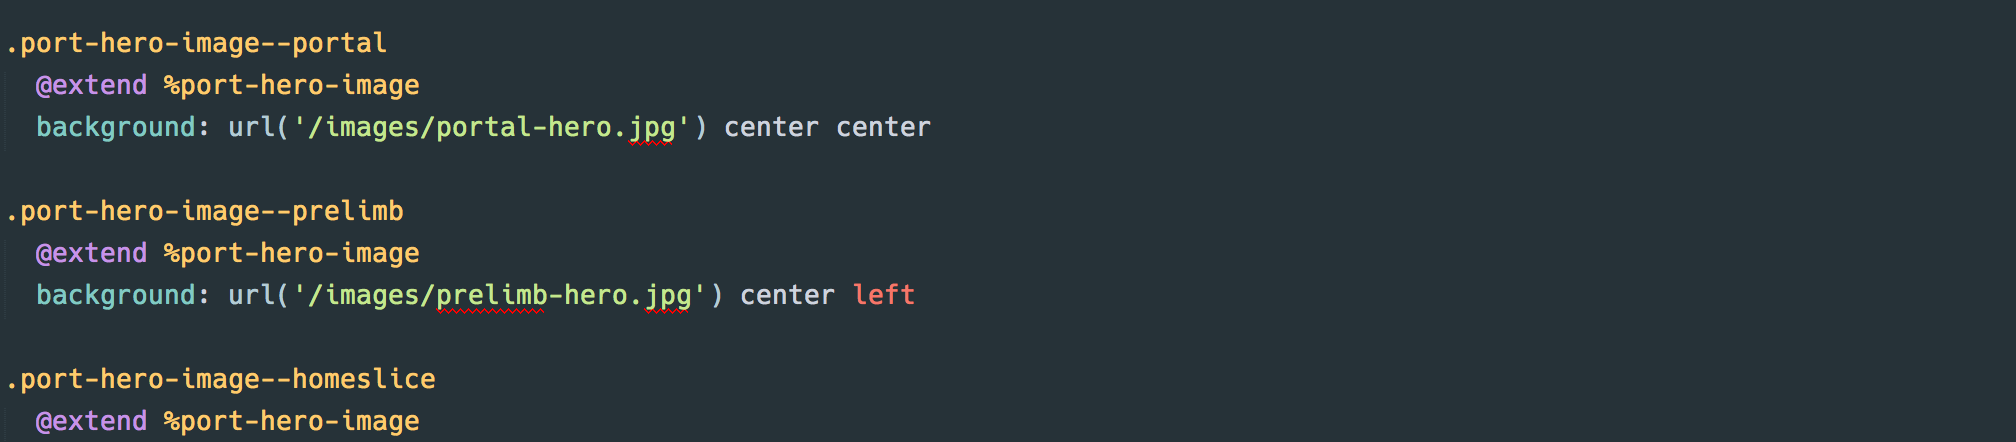 .port-hero-image--portal
@extend %port-hero-image
background: url('/images/portal-hero.jpg') center center
.port-hero-image--prelimb
@extend %port-hero-image
background: url('/images/prelimb-hero.jpg') center left
.port-hero-image--homeslice
@extend %port-hero-image